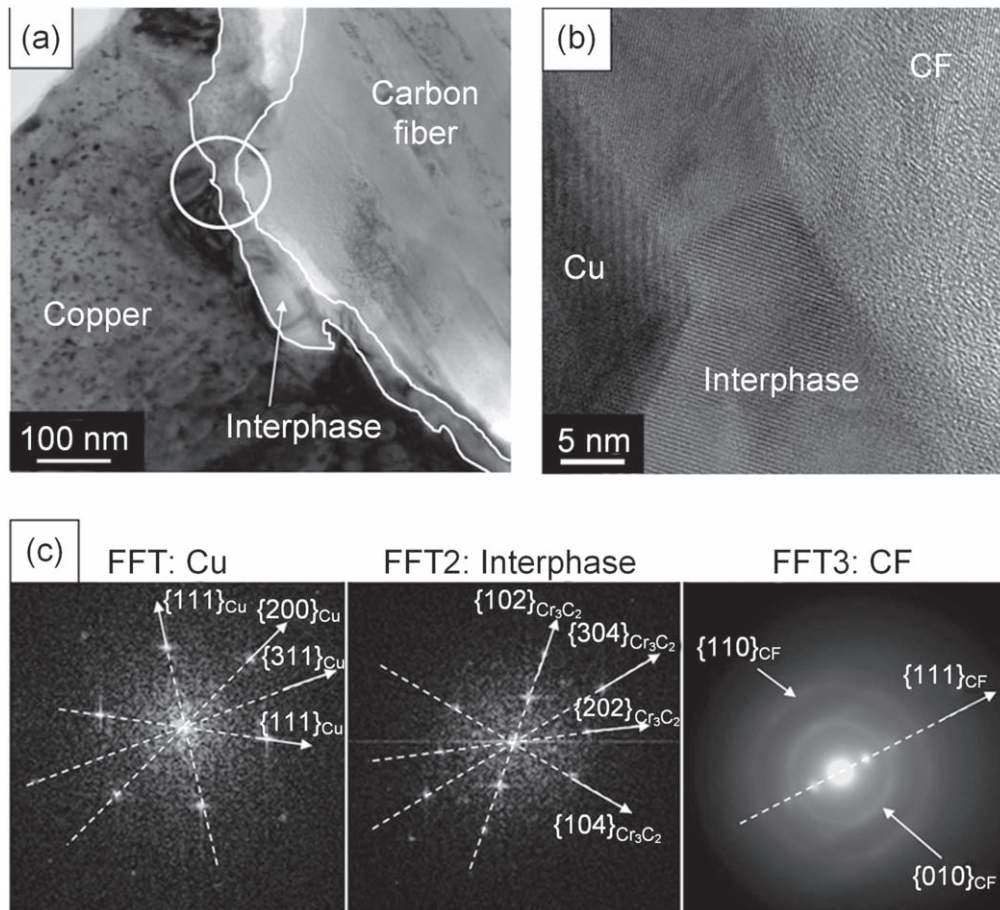 (a)
Carbon
fiber
Copper
Interphase
100 nm
(b)
CF
Cu
Interphase
5 nm
(c)
FFT: Cu
{111}Cu
{200}Cu
{311}Cu
{111}Cu
FFT2: Interphase
{102}Cr₃C₂
{304}Cr₃C₂
{202}Cr₃C₂
{104}Cr₃C₂
FFT3: CF
{110}CF
{111}CF
{010}CF